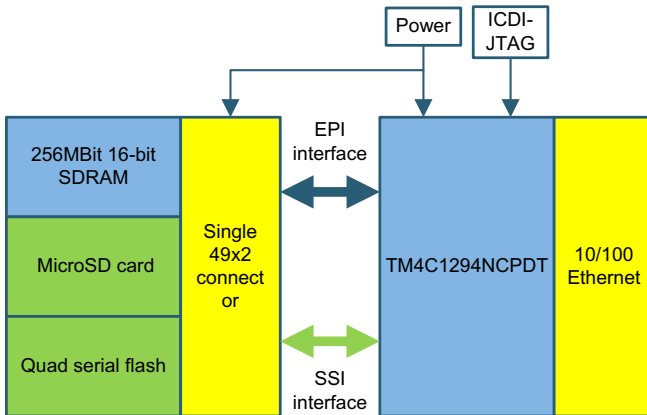 Power
ICDI-
JTAG
256MBit 16-bit
SDRAM
MicroSD card
Quad serial flash
Single
49x2
connect
or
EPI
interface
SSI
interface
TM4C1294NCPDT
10/100
Ethernet